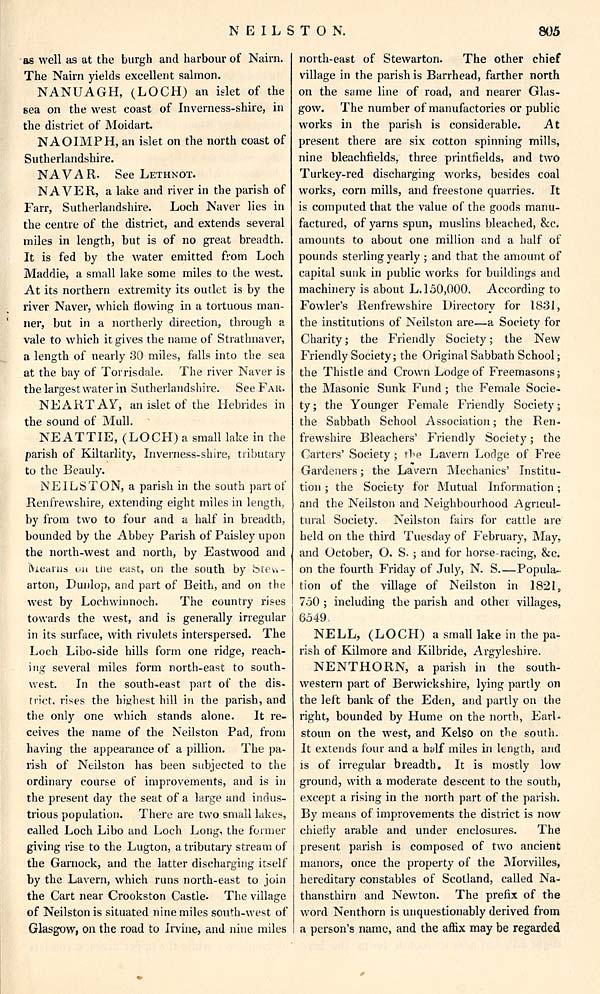 NEILSTON. 805
as well as at the burgh and harbour of Nairn.
The Nairn yields excellent salmon.
NANUAGH, (LOCH) an islet of the
sea on the west coast of Inverness-shire, in
the district of Moidart.
NAOIMPH, an islet on the north coast of
Sutherlandshire.
NAVAR. See LETHNOT.
NAVER, a lake and river in the parish of
Farr, Sutherlandshire. Loch Naver lies in
the centre of the district, and extends several
miles in length, but is of no great breadth.
It is fed by the water emitted from Loch
Maddie, a small lake some miles to the west.
At its northern extremity its outlet is by the
river Naver, which flowing in a tortuous man-
ner, but in a northerly direction, through a
vale to which it gives the name of Strathnaver,
a length of nearly 30 miles, falls into the sea
at the bay of Torrisdale. The river Naver is
the largest water in Sutherlandshire. See FAR.
NEARTAY, an islet of the Hebrides in
the sound of Mull.
NEATTIE, (LOCH) a small lake in the
parish of Kiltarlity, Inverness-shire, tributary
to the Beauly.
NEILSTON, a parish in the south part of
Renfrewshire, extending eight miles in length,
by from two to four and a half in breadth,
bounded by the Abbey Parish of Paisley upon
the north-west and north, by Eastwood and
Mearns on the east, on the south by Stew-
arton, Dunlop, and part of Beith, and on the
west by Lochwinnoch. The country rises
towards the west, and is generally irregular
in its surface, with rivulets interspersed. The
Loch Libo-side hills form one ridge, reach-
ing several miles form north-east to south-
west. In the south-east part of the dis-
trict. rises the highest hill in the parish, and
the only one which stands alone. It re-
ceives the name of the Neilston Pad, from
having the appearance of a pillion. The pa-
rish of Neilston has been subjected to the
ordinary course of improvements, and is in
the present day the seat of a large and indus-
trious population. There are two small lakes,
called Loch Libo and Loch Long, the former
giving rise to the Lugton, a tributary stream of
the Garnock, and the latter discharging itself
by the Lavern, which runs north-east to join
the Cart near Crookston Castle. The village
of Neilston is situated nine miles south-west of
Glasgow, on the road to Irvine, and nine miles
north-east of Stewarton. The other chief
village in the parish is Barrhead, farther north
on the same line of road, and nearer Glas-
gow. The number of manufactories or public
works in the parish is considerable. At
present there are six cotton spinning mills,
nine bleachfields, three printfields, and two
Turkey-red discharging works, besides coal
works, corn mills, and freestone quarries. It
is computed that the value of the goods manu-
factured, of yarns spun, muslins bleached, &c.
amounts to about one million and a half of
pounds sterling yearly; and that the amount of
capital sunk in public works for buildings and
machinery is about L.150,000. According to
Fowler's Renfrewshire Directory for 1831,
the institutions of Neilston are—a Society for
Charity; the Friendly Society; the New
Friendly Society; the Original Sabbath School;
the Thistle and Crown Lodge of Freemasons;
the Masonic Sunk Fund; the Female Socie-
ty; the Younger Female Friendly Society;
the Sabbath School Association; the Ren-
frewshire Bleachers' Friendly Society; the
Carters' Society; the Lavern Lodge of Free
Gardeners; the Lavern Mechanics' Institu-
tion; the Society for Mutual Information;
and the Neilston and Neighbourhood Agricul-
tural Society. Neilston fairs for cattle are
held on the third Tuesday of February, May,
and October, O. S.; and for horse-racing, &c.
on the fourth Friday of July, N. S.—Popula-
tion of the village of Neilston in 1821,
750; including the parish and other villages,
6549.
NELL, (LOCH) a small lake in the pa-
rish of Kilmore and Kilbride, Argyleshire.
NENTHORN, a parish in the south-
western part of Berwickshire, lying partly on
the left bank of the Eden, and partly on the
right, bounded by Hume on the north, Earl-
stoun on the west, and Kelso on the south.
It extends four and a half miles in length, and
is of irregular breadth. It is mostly low
ground, with a moderate descent to the south,
except a rising in the north part of the parish.
By means of improvements the district is now
chiefly arable and under enclosures. The
present parish is composed of two ancient
manors, once the property of the Morvilles,
hereditary constables of Scotland, called Na-
thansthirn and Newton. The prefix of the
word Nenthorn is unquestionably derived from
a person's name, and the affix may be regarded